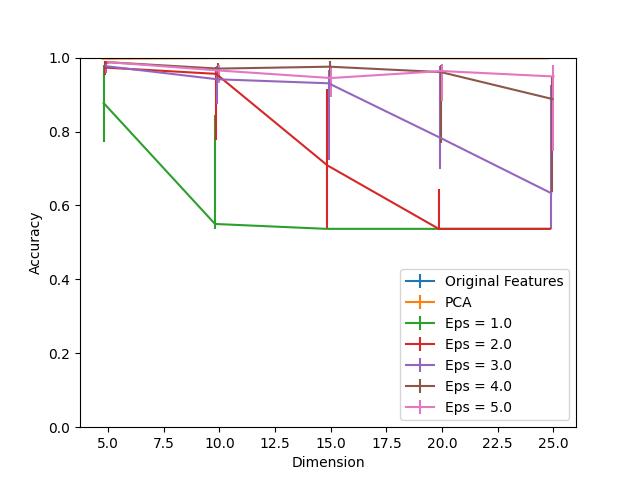 1.0
0.8
0.6
0.4
0.2
0.0
Accuracy
5.0 7.5 10.0 12.5 15.0 17.5 20.0 22.5 25.0
Dimension
Original Features
PCA
Eps = 1.0
Eps = 2.0
Eps = 3.0
Eps = 4.0
Eps = 5.0